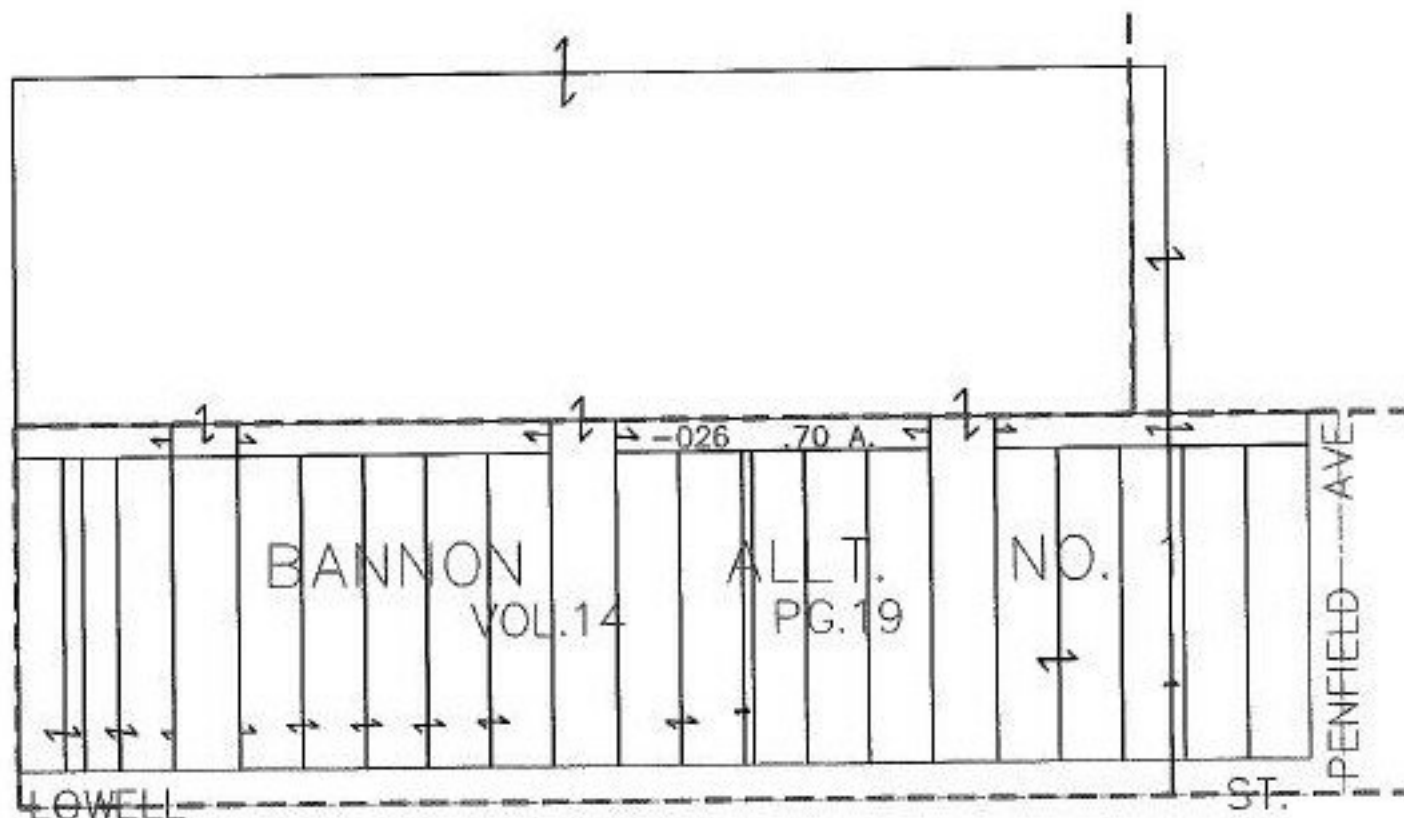 -026 .70 A.
BANNON ALLT. NO. 1
VOL.14 PG.19
PENFIELD AVE
LOWELL ST.